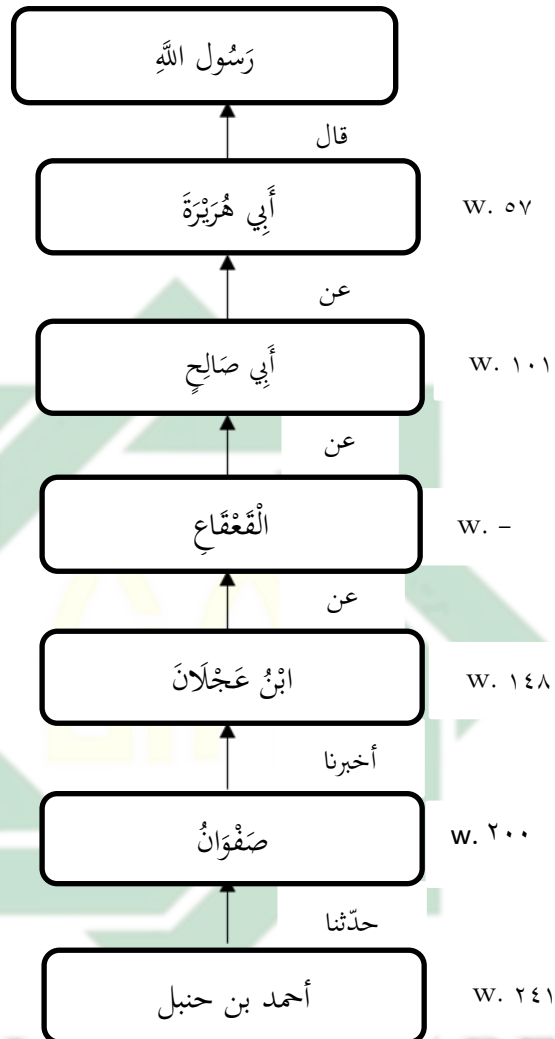 رَسُول اللَّهِ
قال
أَبِي هُرَيْرَةَ
w. ٥٧
عن
أَبِي صَالِحٍ
w. ١٠١
عن
الْقَعْقَاعِ
w. –
عن
ابْنُ عَجْلَانَ
w. ١٤٨
أخبرنا
صَفْوَانُ
w. ٢٠٠
حدّثنا
أحمد بن حنبل
w. ٢٤١